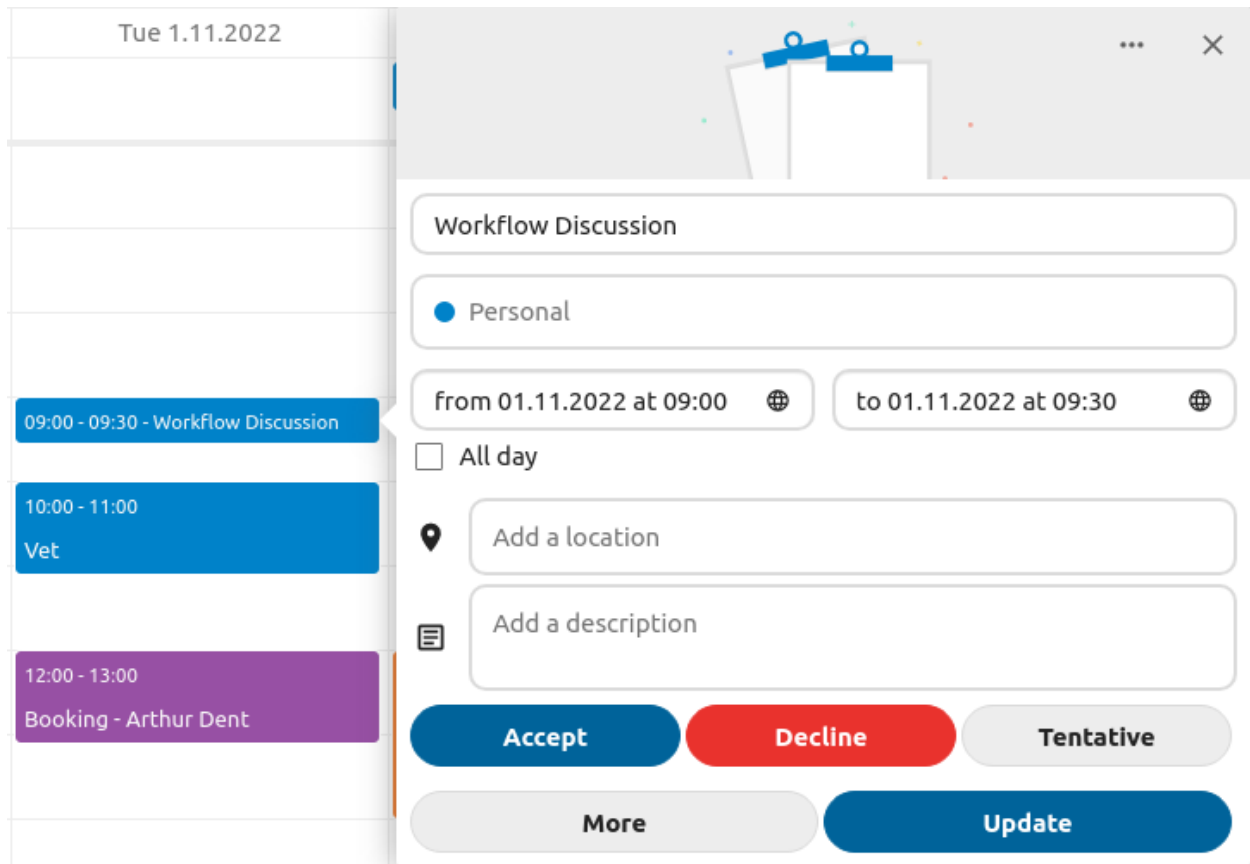 Tue 1.11.2022
09:00 - 09:30 - Workflow Discussion
10:00 - 11:00
Vet
12:00 - 13:00
Booking - Arthur Dent
Workflow Discussion
Personal
from 01.11.2022 at 09:00
to 01.11.2022 at 09:30
All day
Add a location
Add a description
Accept
Decline
Tentative
More
Update